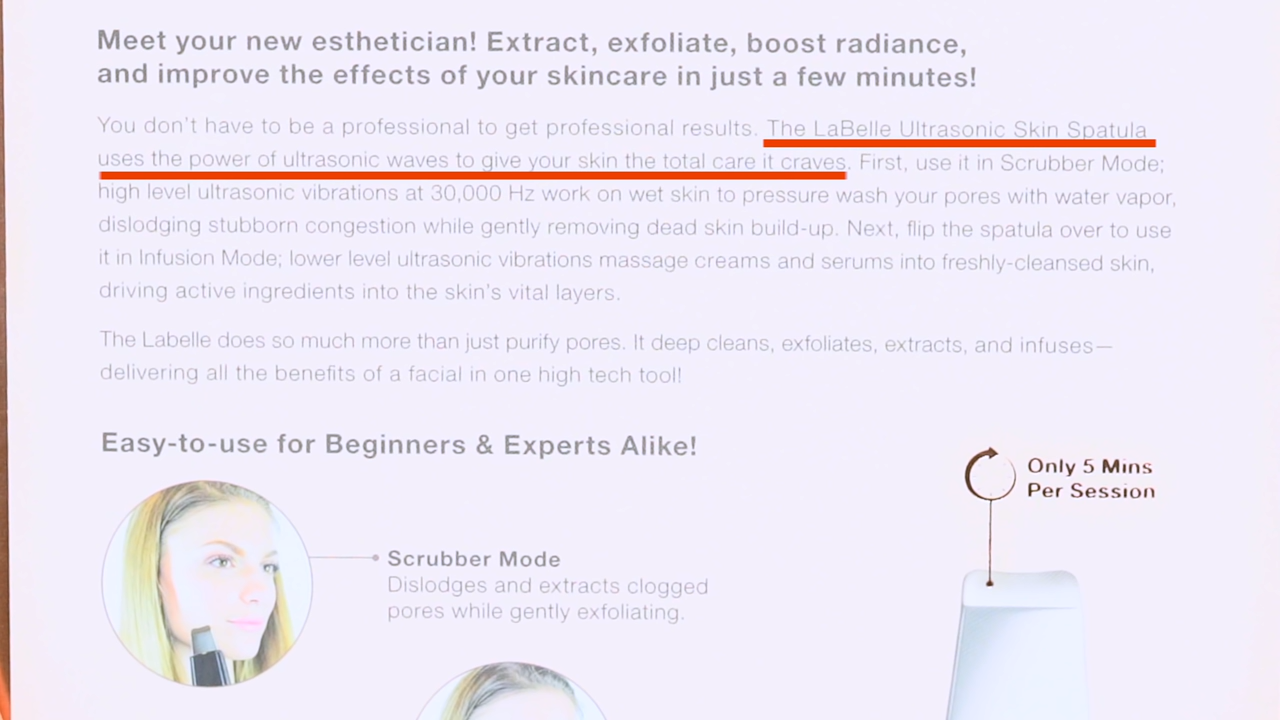 Meet your new esthetician! Extract, exfoliate, boost radiance,
and improve the effects of your skincare in just a few minutes!
You don't have to be a professional to get professional results. The LaBelle Ultrasonic Skin Spatula
uses the power of ultrasonic waves to give your skin the total care it craves. First, use it in Scrubber Mode;
high level ultrasonic vibrations at 30,000 Hz work on wet skin to pressure wash your pores with water vapor,
dislodging stubborn congestion while gently removing dead skin build-up. Next, flip the spatula over to use
it in Infusion Mode; lower level ultrasonic vibrations massage creams and serums into freshly-cleansed skin,
driving active ingredients into the skin's vital layers.
The Labelle does so much more than just purify pores. It deep cleans, exfoliates, extracts, and infuses—
delivering all the benefits of a facial in one high tech tool!
Easy-to-use for Beginners & Experts Alike!
Only 5 Mins
Per Session
Scrubber Mode
Dislodges and extracts clogged
pores while gently exfoliating.